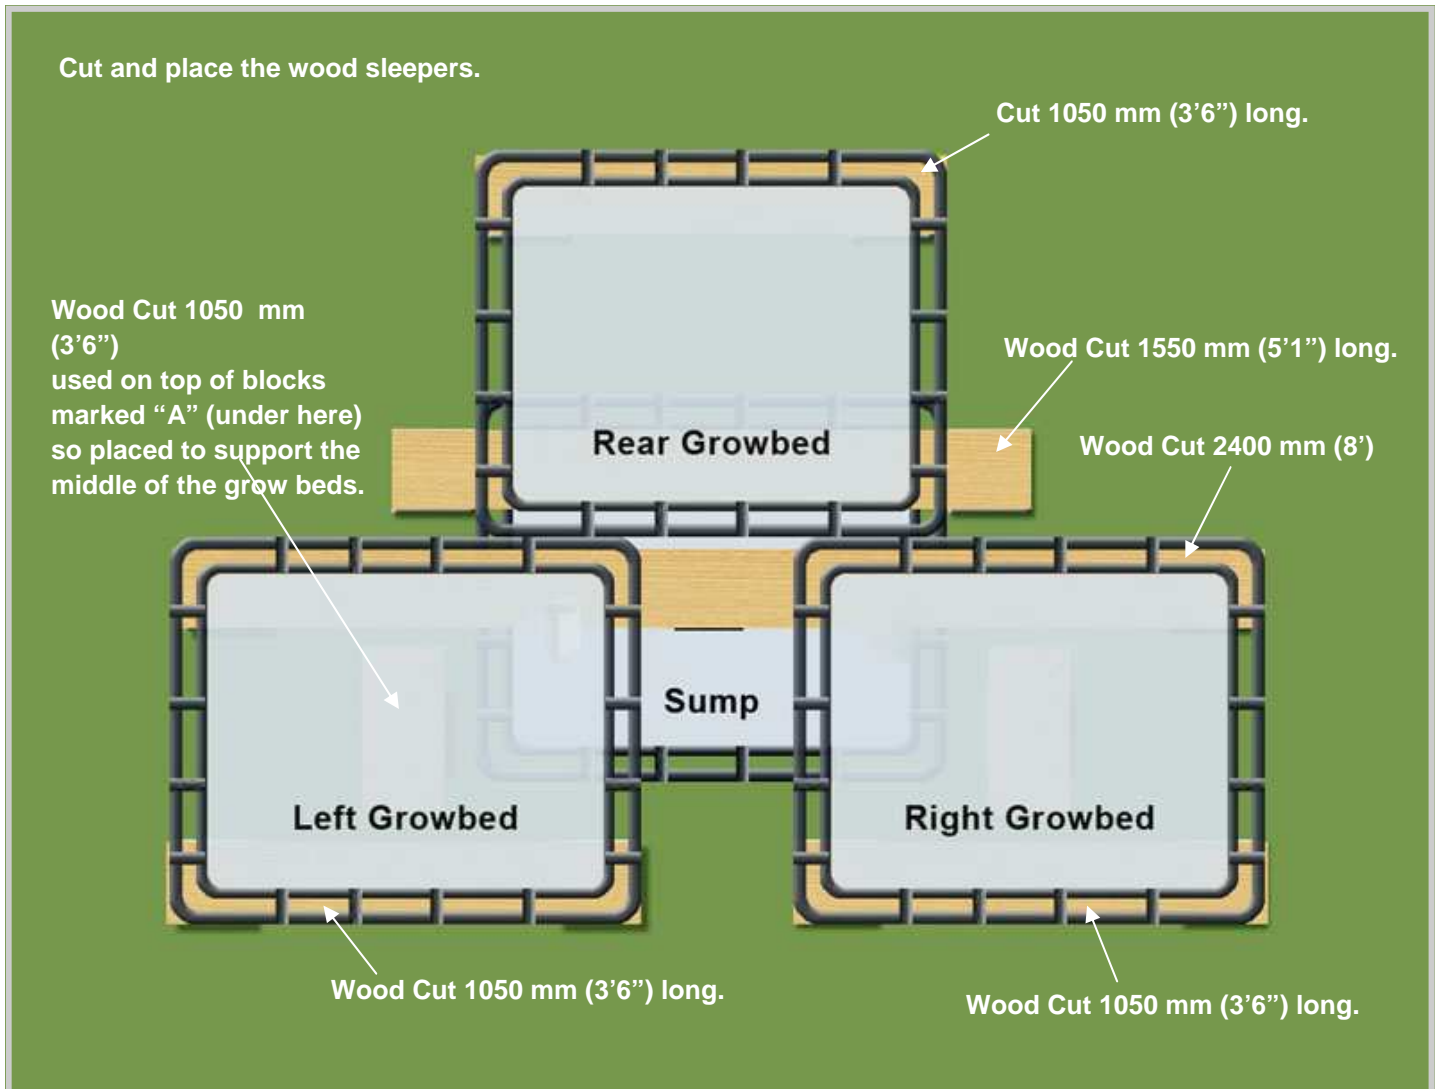 Cut and place the wood sleepers.
Cut 1050 mm (3’6”) long.
Wood Cut 1050  mm
(3’6”)
used on top of blocks
marked “A” (under here)
so placed to support the
middle of the grow beds.
Wood Cut 1550 mm (5’1”) long.
Rear Growbed
Wood Cut 2400 mm (8’)
Sump
Left Growbed
Right Growbed
Wood Cut 1050 mm (3’6”) long.
Wood Cut 1050 mm (3’6”) long.